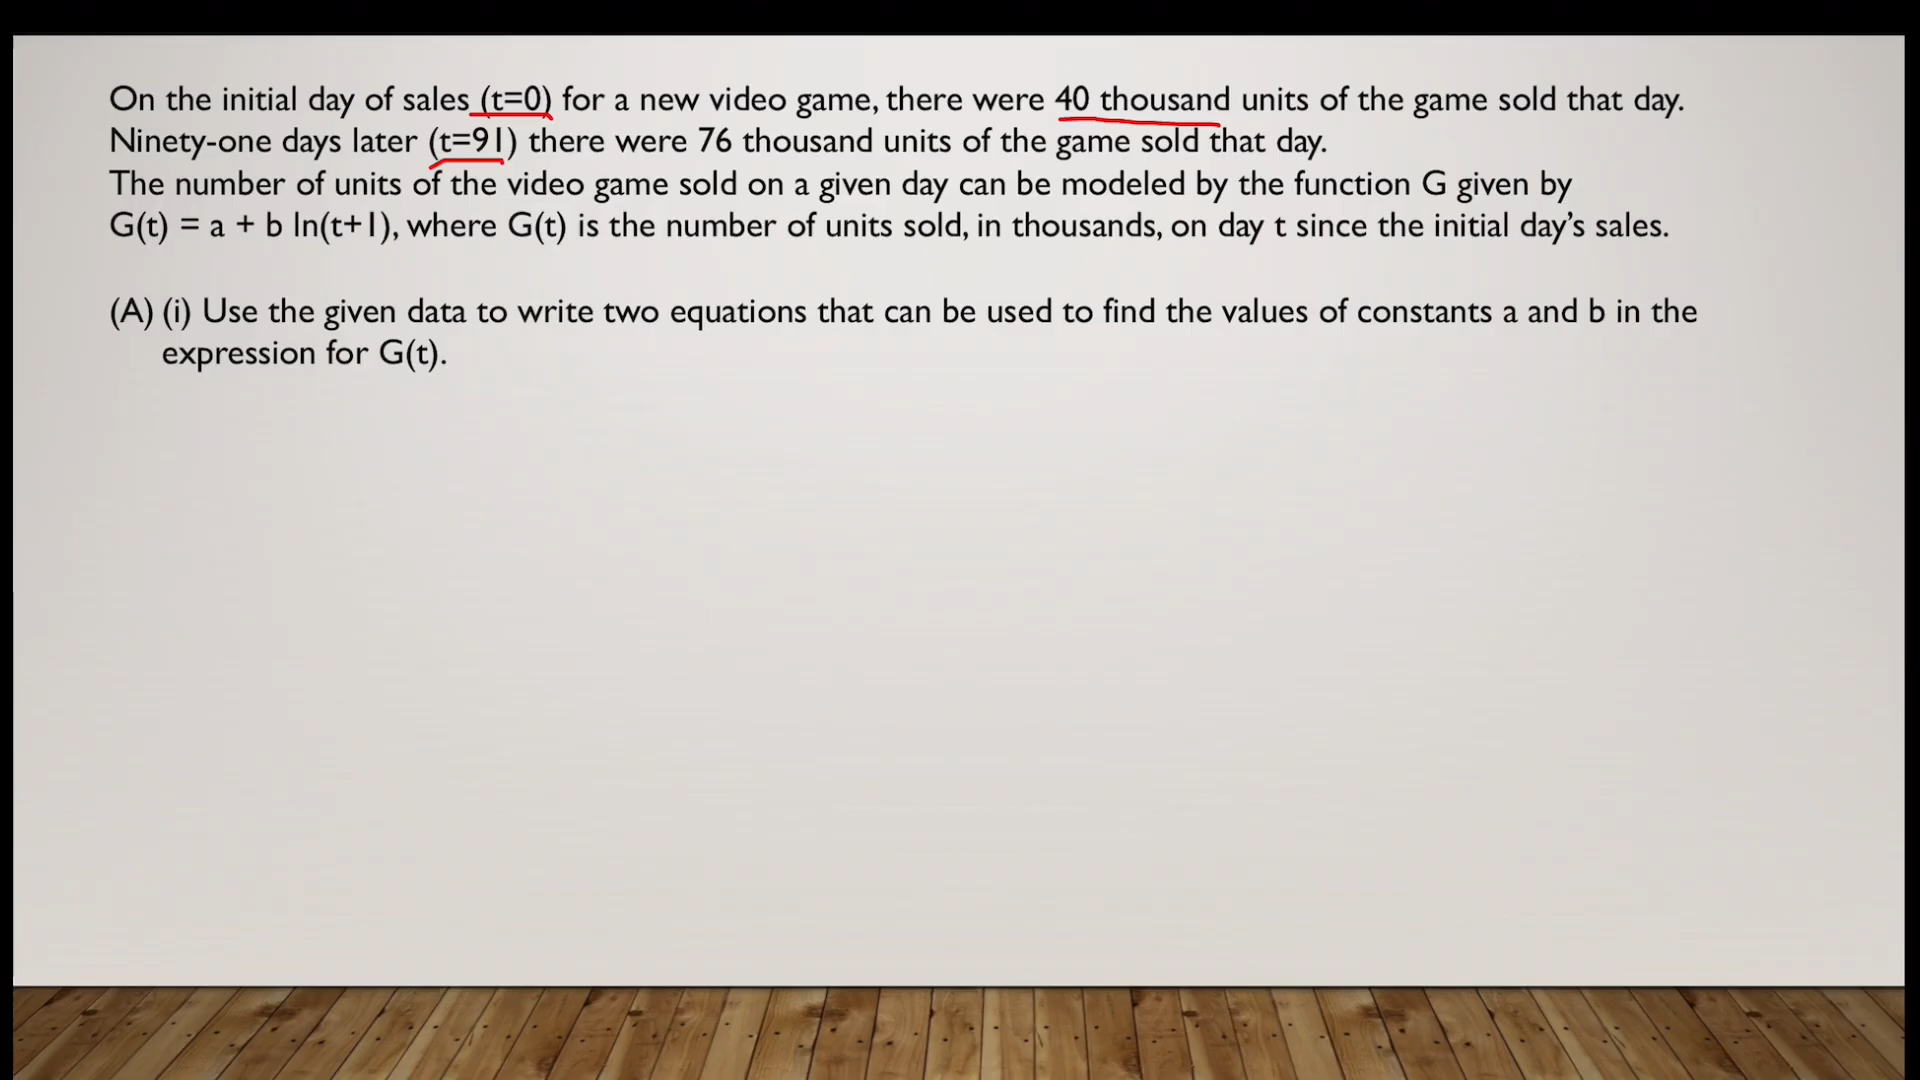 On the initial day of sales (t=0) for a new video game, there were 40 thousand units of the game sold that day.
Ninety-one days later (t=91) there were 76 thousand units of the game sold that day.
The number of units of the video game sold on a given day can be modeled by the function G given by
G(t) = a + b ln(t+1), where G(t) is the number of units sold, in thousands, on day t since the initial day’s sales.
(A) (i) Use the given data to write two equations that can be used to find the values of constants a and b in the
expression for G(t).